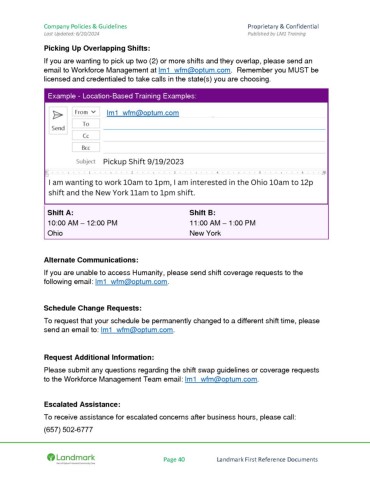 Company Policies & Guidelines Proprietary & Confidential
Last Updated: 6/20/2024 Published by LMS Training
Picking Up Overlapping Shifts:
If you are wanting to pick up two (2) or more shifts and they overlap, please send an
email to Workforce Management at lm1_wfm@optum.com. Remember you MUST be
licensed and credentialed to take calls in the state(s) you are choosing.
Example - Location-Based Training Examples:
From lm1_wfm@optum.com
Send
To
Cc
Bcc
Subject Pickup Shift 9/19/2023
I am wanting to work 10am to 1pm, I am interested in the Ohio 10am to 12p
shift and the New York 11am to 1pm shift.
Shift A: Shift B:
10:00 AM – 12:00 PM 11:00 AM – 1:00 PM
Ohio New York
Alternate Communications:
If you are unable to access Humanity, please send shift coverage requests to the
following email: lm1_wfm@optum.com.
Schedule Change Requests:
To request that your schedule be permanently changed to a different shift time, please
send an email to: lm1_wfm@optum.com.
Request Additional Information:
Please submit any questions regarding the shift swap guidelines or coverage requests
to the Workforce Management Team email: lm1_wfm@optum.com.
Escalated Assistance:
To receive assistance for escalated concerns after business hours, please call:
(657) 502-6777
Landmark Page 40 Landmark First Reference Documents